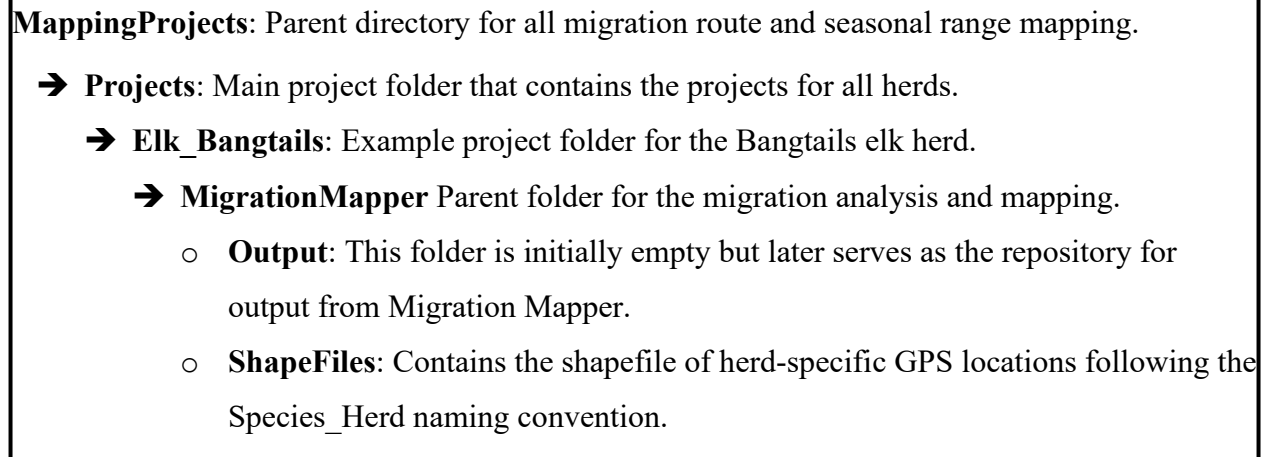 MappingProjects: Parent directory for all migration route and seasonal range mapping.
➔ Projects: Main project folder that contains the projects for all herds.
➔ Elk_Bangtails: Example project folder for the Bangtails elk herd.
➔ MigrationMapper Parent folder for the migration analysis and mapping.
o Output: This folder is initially empty but later serves as the repository for
output from Migration Mapper.
o ShapeFiles: Contains the shapefile of herd-specific GPS locations following the
Species_Herd naming convention.